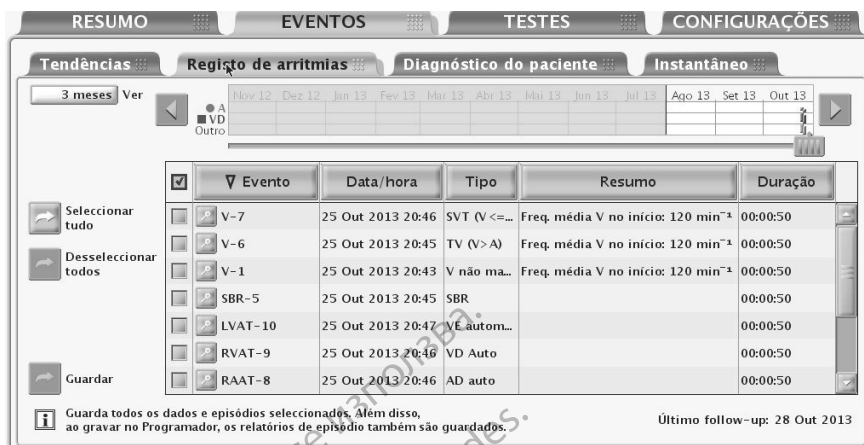 RESUMO EVENTOS TESTES CONFIGURAÇÕES
Tendências Registo de arritmias Diagnóstico do paciente Instantâneo
3 meses Ver
Nov 12 Dez 12 Jan 13 Fev 13 Mar 13 Abr 13 Mai 13 Jun 13 Jul 13 Ago 13 Set 13 Out 13
A
VD
Outro
Evento Data/hora Tipo Resumo Duração
Seleccionar tudo
Desseleccionar todos
Guardar
V-7 25 Out 2013 20:46 SVT (V<=... Freq. média V no início: 120 min⁻¹ 00:00:50
V-6 25 Out 2013 20:45 TV (V>A) Freq. média V no início: 120 min⁻¹ 00:00:50
V-1 25 Out 2013 20:43 V não ma... Freq. média V no início: 120 min⁻¹ 00:00:50
SBR-5 25 Out 2013 20:45 SBR 00:00:50
LVAT-10 25 Out 2013 20:47 VE autom... 00:00:50
RVAT-9 25 Out 2013 20:46 VD Auto 00:00:50
RAAT-8 25 Out 2013 20:46 AD auto 00:00:50
Guarda todos os dados e episódios seleccionados. Além disso,
ao gravar no Programador, os relatórios de episódio também são guardados.
Último follow-up: 28 Out 2013